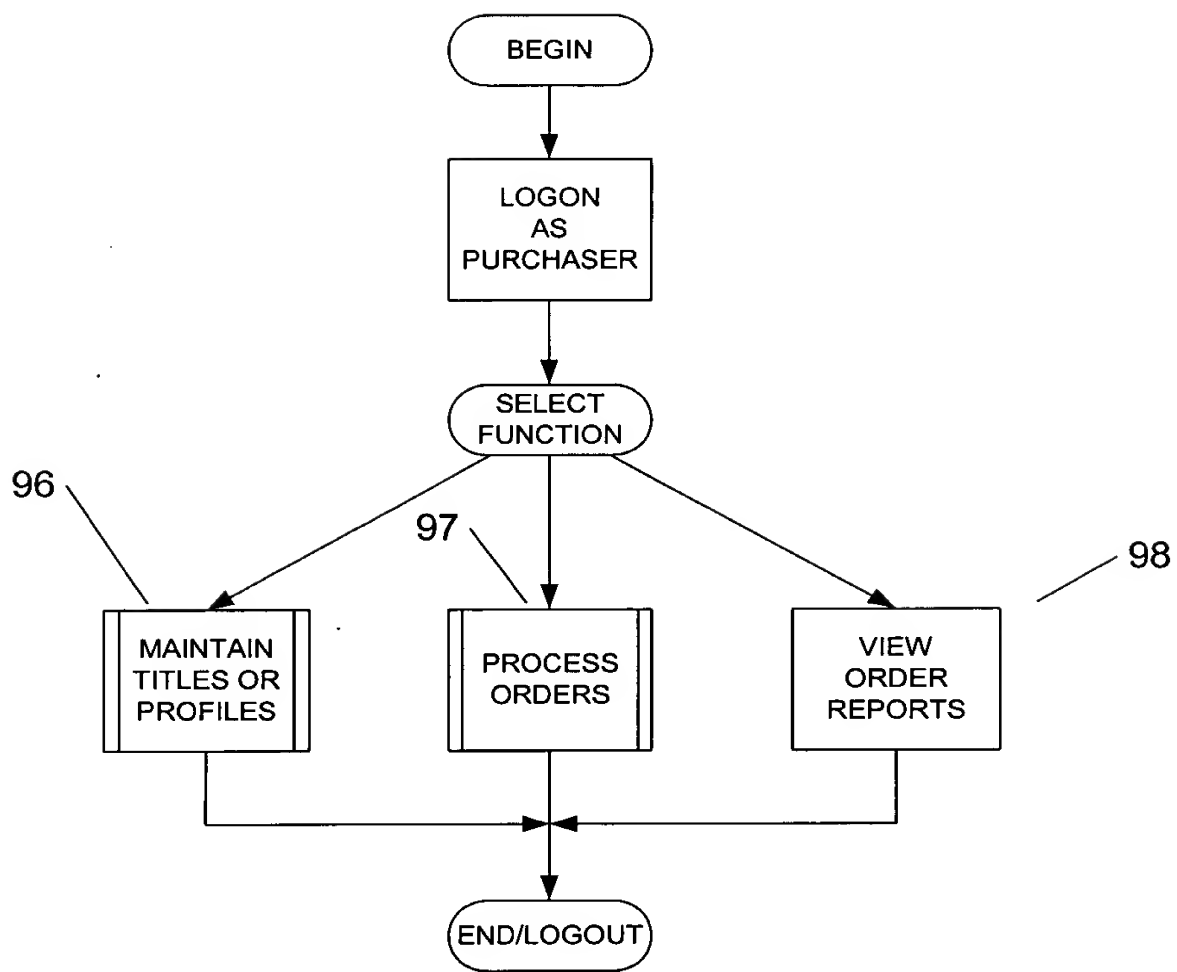 BEGIN
LOGON
AS
PURCHASER
SELECT
FUNCTION
96
97
98
MAINTAIN
TITLES OR
PROFILES
PROCESS
ORDERS
VIEW
ORDER
REPORTS
END/LOGOUT